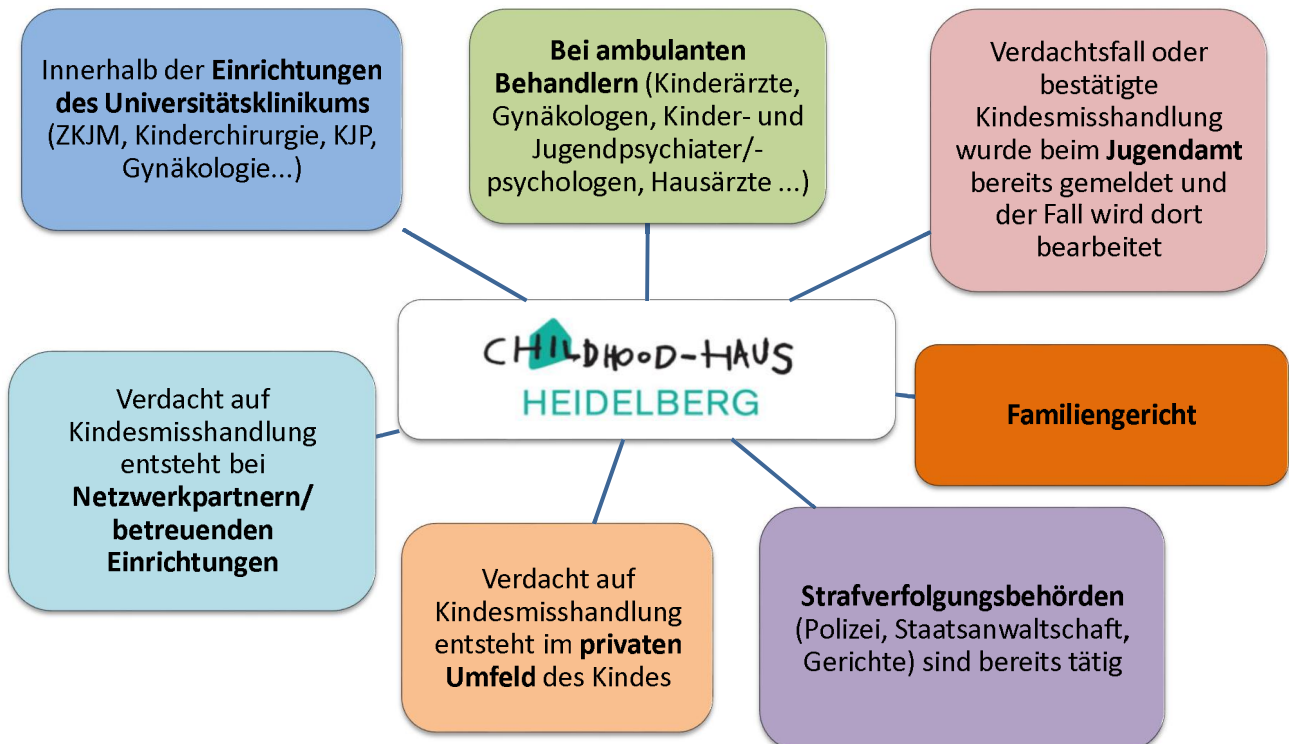 Innerhalb der Einrichtungen
des Universitätsklinikums
(ZKJM, Kinderchirurgie, KJP,
Gynäkologie...)
Bei ambulanten
Behandlern (Kinderärzte,
Gynäkologen, Kinder- und
Jugendpsychiater/-
psychologen, Hausärzte ...)
Verdachtsfall oder
bestätigte
Kindesmisshandlung
wurde beim Jugendamt
bereits gemeldet und
der Fall wird dort
bearbeitet
CHILDHOOD-HAUS
HEIDELBERG
Verdacht auf
Kindesmisshandlung
entsteht bei
Netzwerkpartnern/
betreuenden
Einrichtungen
Familiengericht
Verdacht auf
Kindesmisshandlung
entsteht im privaten
Umfeld des Kindes
Strafverfolgungsbehörden
(Polizei, Staatsanwaltschaft,
Gerichte) sind bereits tätig